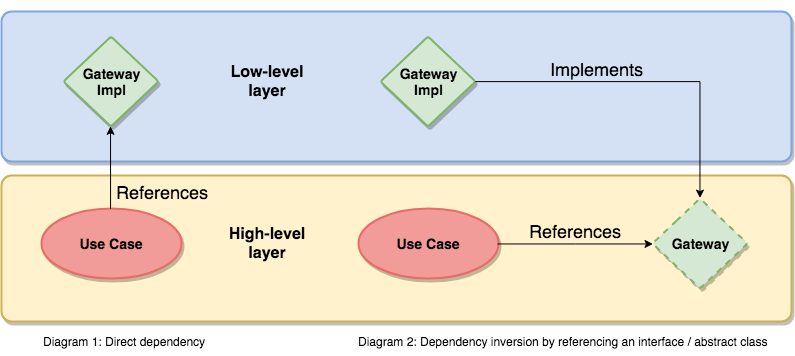 Gateway
Impl
Low-level
layer
Gateway
Impl
Implements
References
Use Case
High-level
layer
Use Case
References
Gateway
Diagram 1: Direct dependency
Diagram 2: Dependency inversion by referencing an interface / abstract class